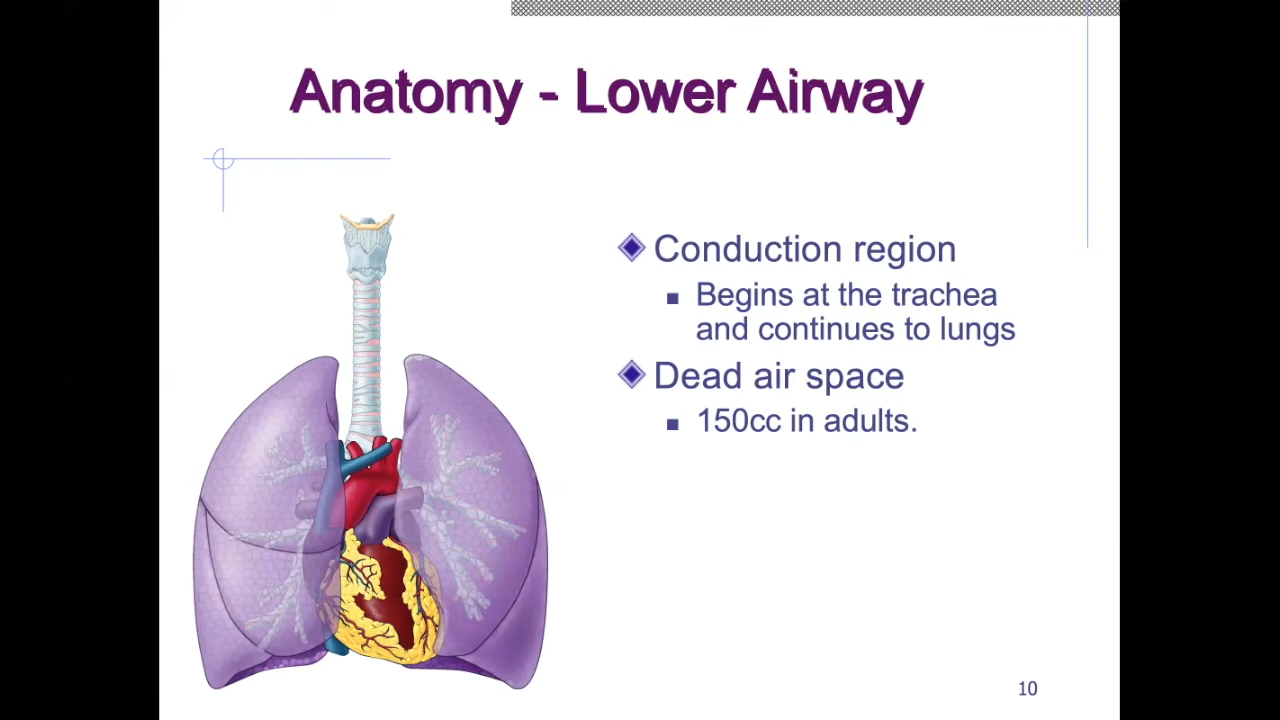 Anatomy - Lower Airway
Conduction region
Begins at the trachea
and continues to lungs
Dead air space
150cc in adults.
10